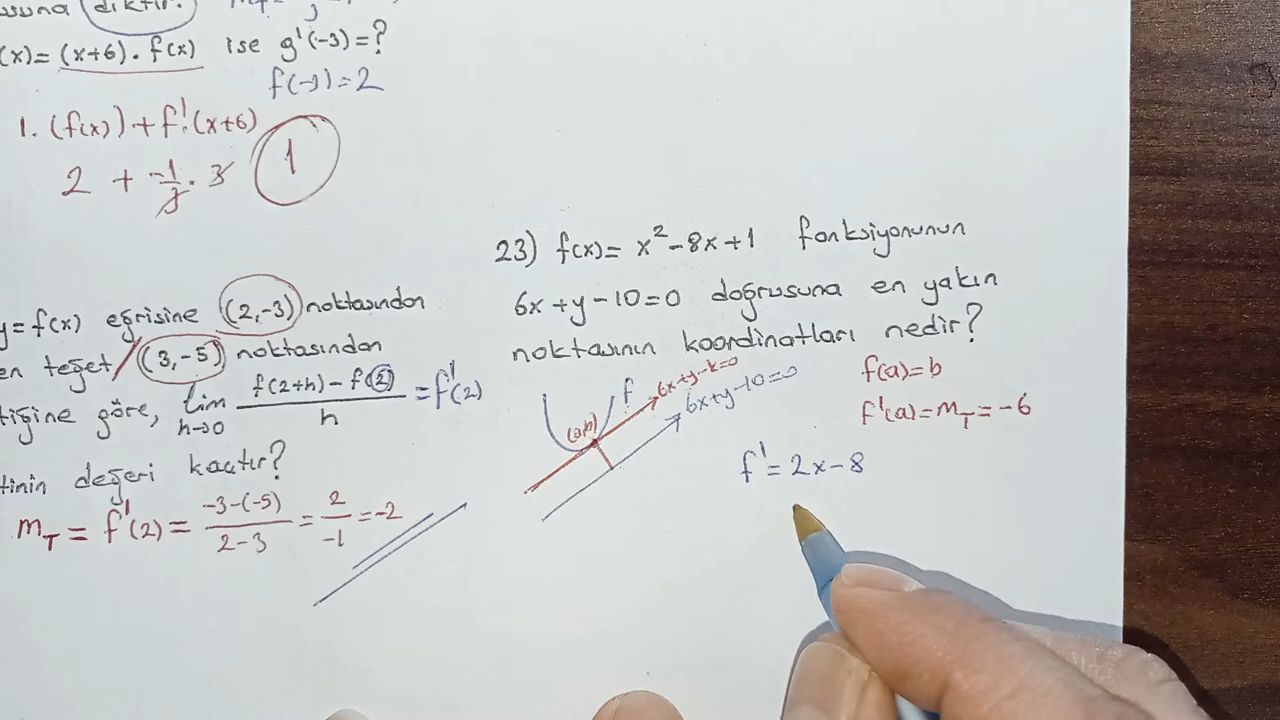 diktir.
(x)= (x+6) . f(x) ise g'(-3)=?
f(-3)=2
1. (f(x)) + f'(x+6)
2 + -1/3 . 3 1
y=f(x) eğrisine (2,-3) noktasından
en teğet (3,-5) noktasından
tiğine göre, lim h→0 f(2+h) - f(2) / h = f'(2)
tinin değeri kaçtır?
mT = f'(2) = -3-(-5) / 2-3 = 2/-1 = -2
23) f(x)= x²-8x+1 fonksiyonunun
6x+y-10=0 doğrusuna en yakın
noktasının koordinatları nedir?
f 6x+y-k=0
(a,b) 6x+y-10=0
f(a)=b
f'(a)=mT=-6
f'=2x-8